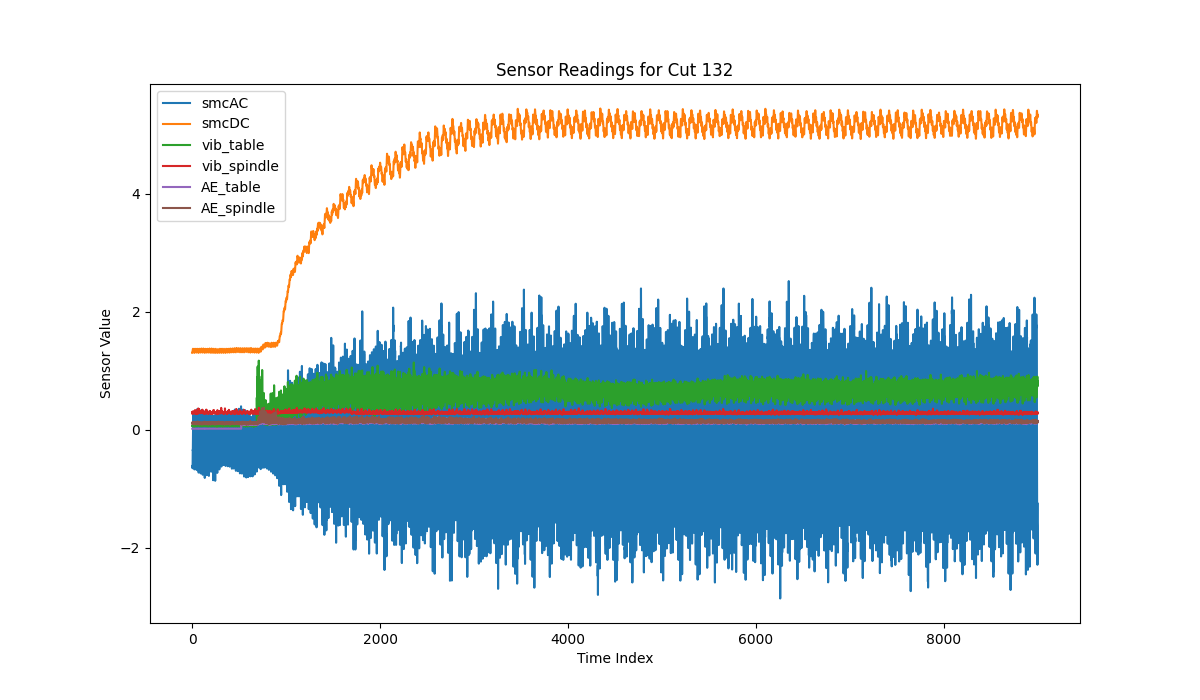 Sensor Readings for Cut 132
smcAC
smcDC
vib_table
vib_spindle
AE_table
AE_spindle
4
2
0
−2
Sensor Value
0 2000 4000 6000 8000
Time Index